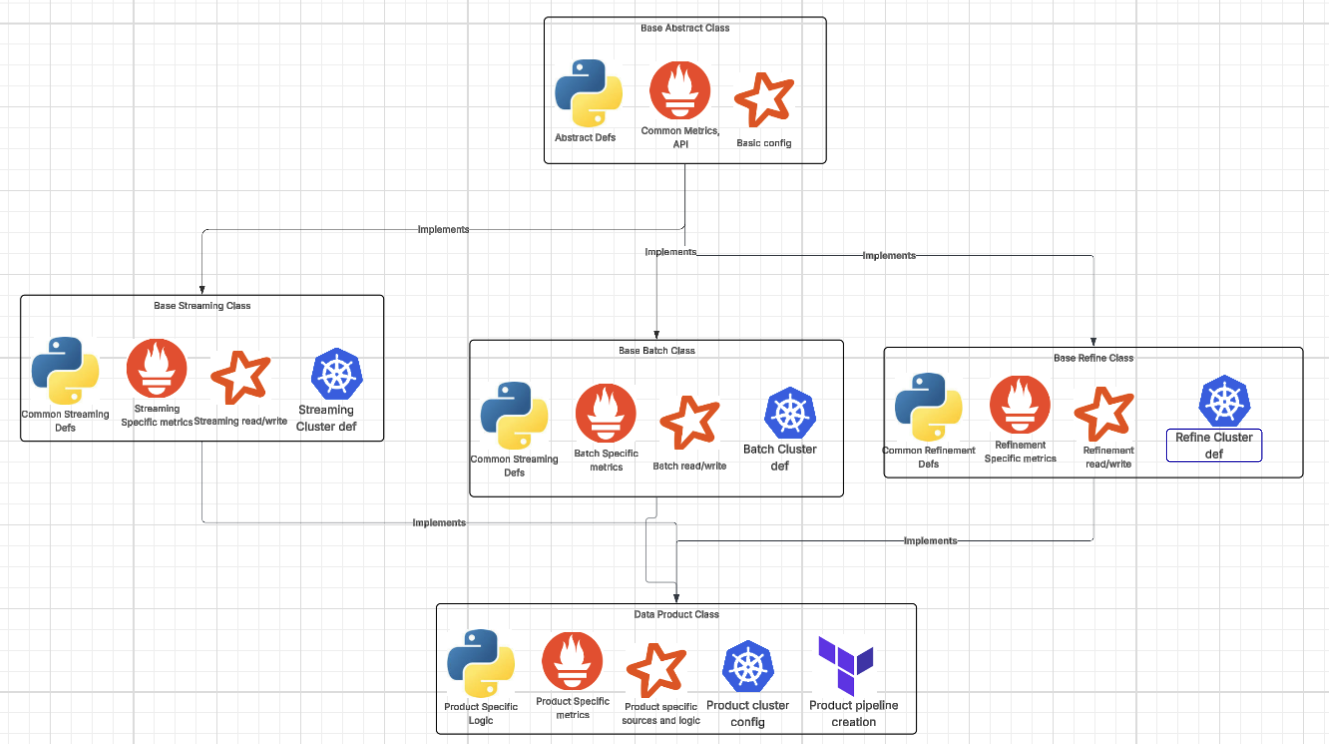 Base Abstract Class
Abstract Defs
Common Metrics,
API
Basic config
Implements
Implements
Implements
Base Streaming Class
Common Streaming
Defs
Streaming
Specific metrics
Streaming read/write
Streaming
Cluster def
Base Batch Class
Common Streaming
Defs
Batch Specific
metrics
Batch read/write
Batch Cluster
def
Base Refine Class
Common Refinement
Defs
Refinement
Specific metrics
Refinement
read/write
Refine Cluster
def
Implements
Implements
Data Product Class
Product Specific
Logic
Product Specific
metrics
Product specific
sources and logic
Product cluster
config
Product pipeline
creation